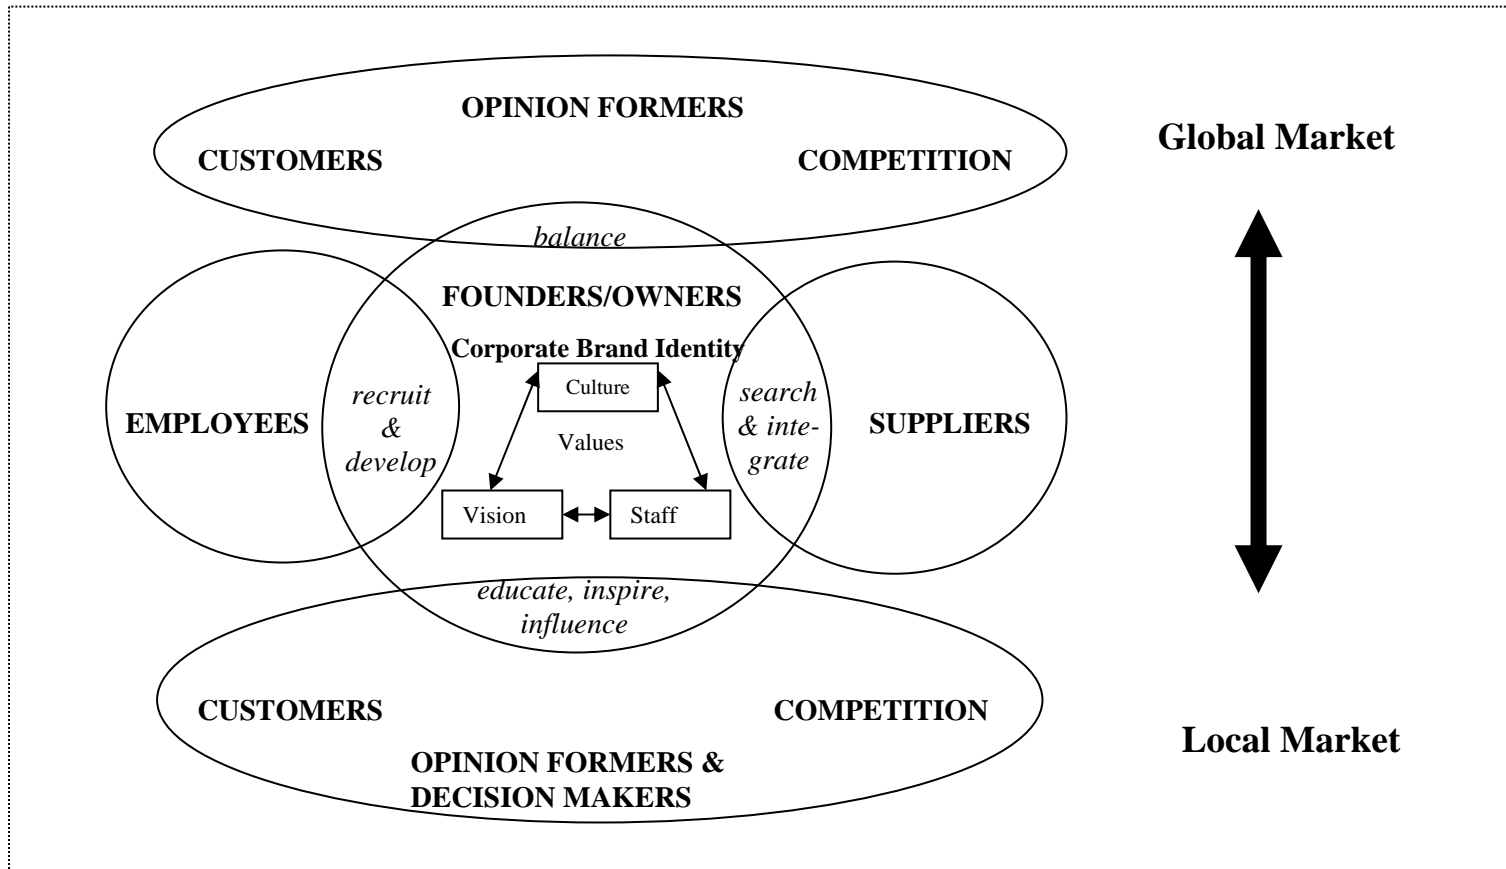 OPINION FORMERS
CUSTOMERS
COMPETITION
Global Market
balance
FOUNDERS/OWNERS
Corporate Brand Identity
Culture
Values
Vision
Staff
EMPLOYEES
recruit
&
develop
search
& inte-
grate
SUPPLIERS
educate, inspire,
influence
CUSTOMERS
COMPETITION
OPINION FORMERS &
DECISION MAKERS
Local Market